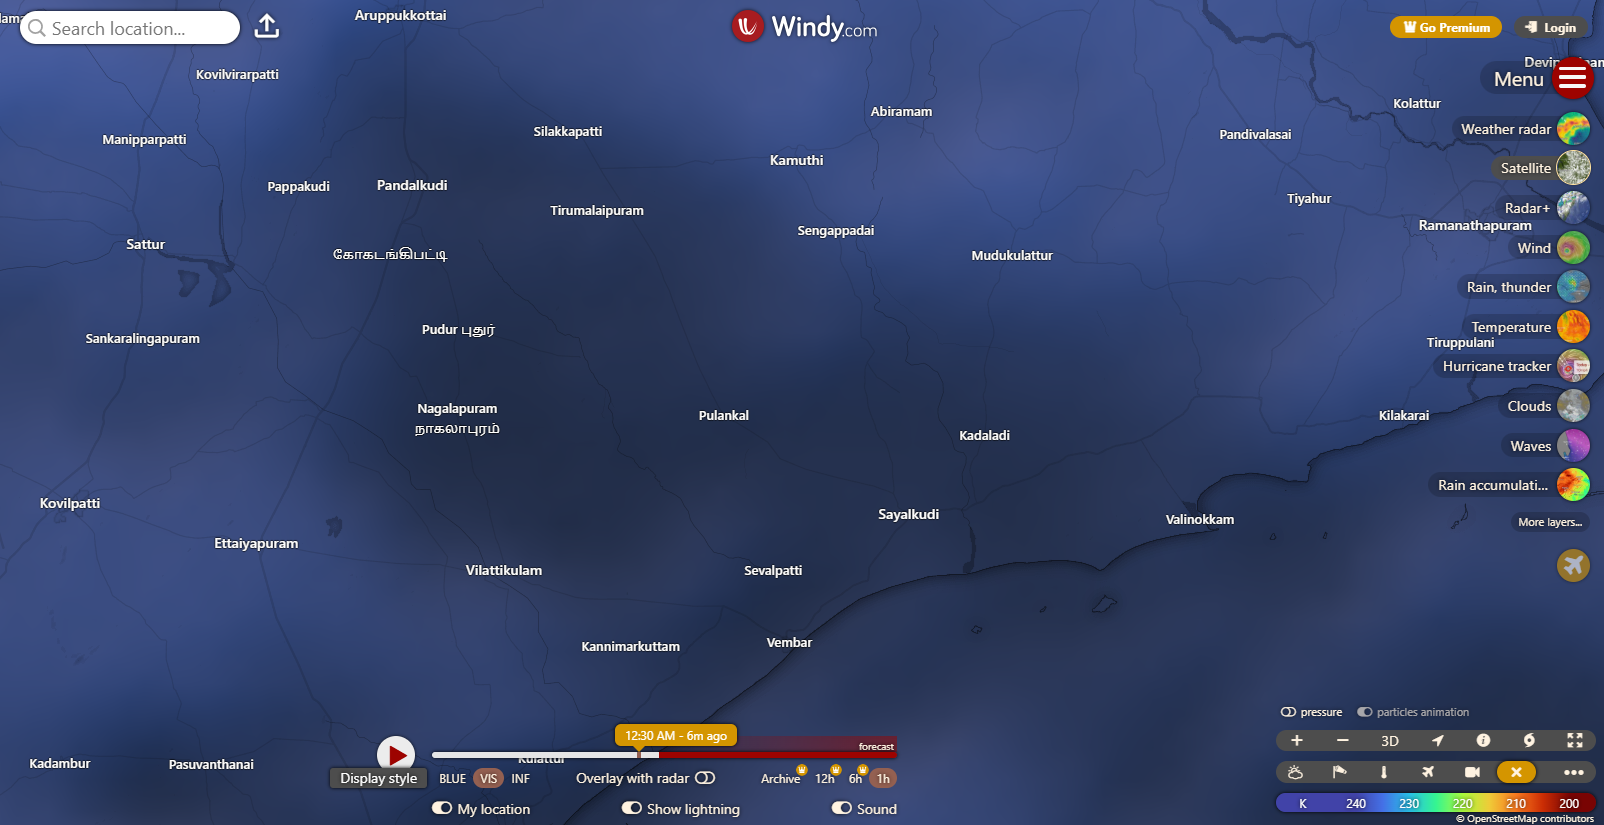 Search location...
Windy.com
Go Premium
Login
Menu
Weather radar
Satellite
Radar+
Wind
Rain, thunder
Temperature
Hurricane tracker
Clouds
Waves
Rain accumulati...
More layers...
Aruppukkottai
Kovilvirarpatti
Kolattur
Abiramam
Silakkapatti
Pandivalasai
Manipparpatti
Kamuthi
Pappakudi
Pandalkudi
Tiyahur
Tirumalaipuram
Ramanathapuram
Sengappadai
Sattur
கோகடங்கிபட்டி
Mudukulattur
Pudur புதுர்
Sankaralingapuram
Tiruppulani
Nagalapuram
நாகலாபுரம்
Pulankal
Kilakarai
Kadaladi
Kovilpatti
Sayalkudi
Valinokkam
Ettaiyapuram
Vilattikulam
Sevalpatti
Vembar
Kannimarkuttam
Kadambur
Pasuvanthanai
Kulattur
12:30 AM - 6m ago
forecast
Display style
BLUE VIS INF
Overlay with radar
Archive 12h 6h 1h
My location
Show lightning
Sound
pressure
particles animation
3D
K 240 230 220 210 200
© OpenStreetMap contributors